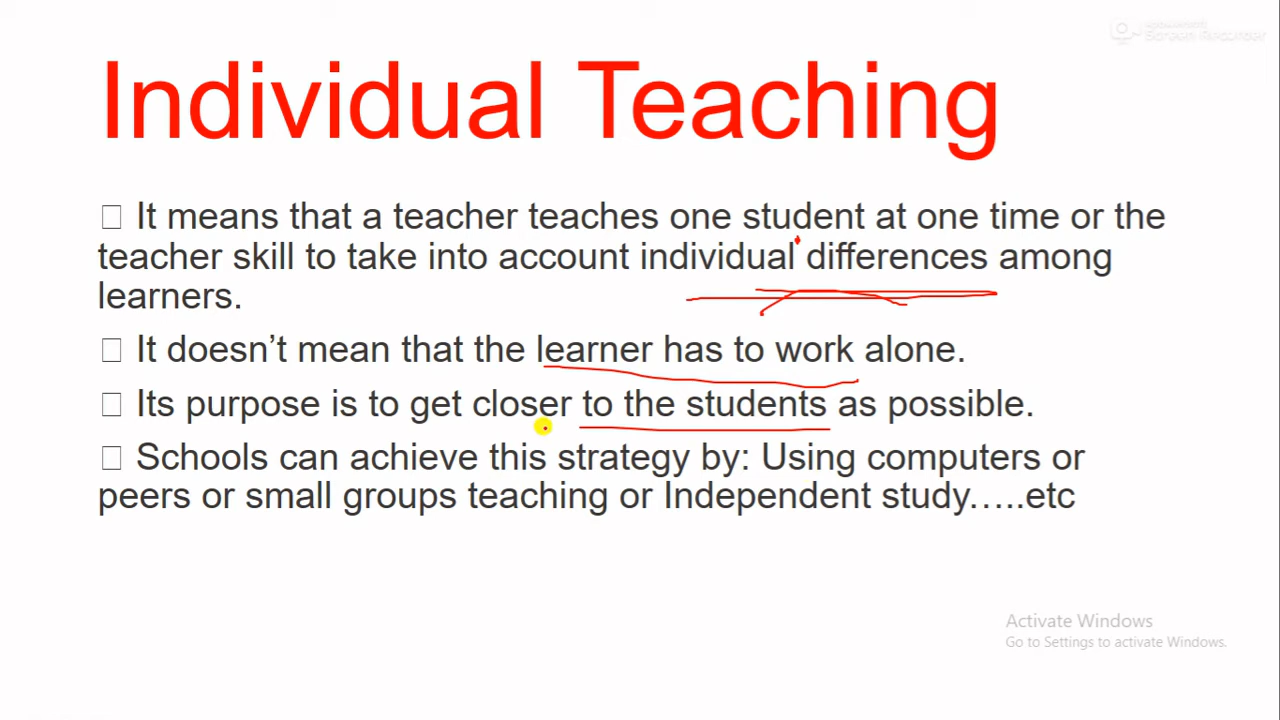 Screen Recorder
Individual Teaching
It means that a teacher teaches one student at one time or the
teacher skill to take into account individual differences among
learners.
It doesn’t mean that the learner has to work alone.
Its purpose is to get closer to the students as possible.
Schools can achieve this strategy by: Using computers or
peers or small groups teaching or Independent study…..etc
Activate Windows
Go to Settings to activate Windows.